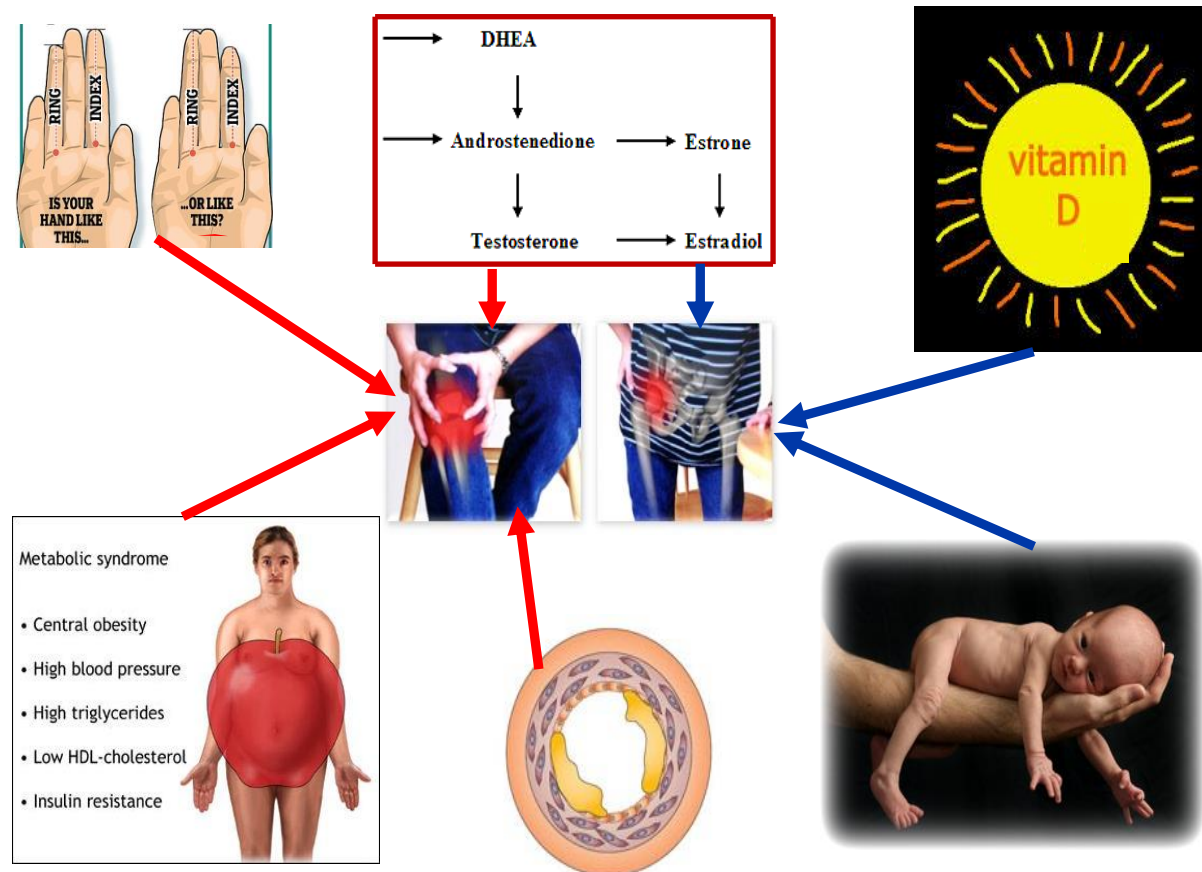 RING
INDEX
RING
INDEX
IS YOUR
HAND LIKE
THIS...
...OR LIKE
THIS?
DHEA
Androstenedione
Estrone
Testosterone
Estradiol
vitamin
D
Metabolic syndrome
• Central obesity
• High blood pressure
• High triglycerides
• Low HDL-cholesterol
• Insulin resistance